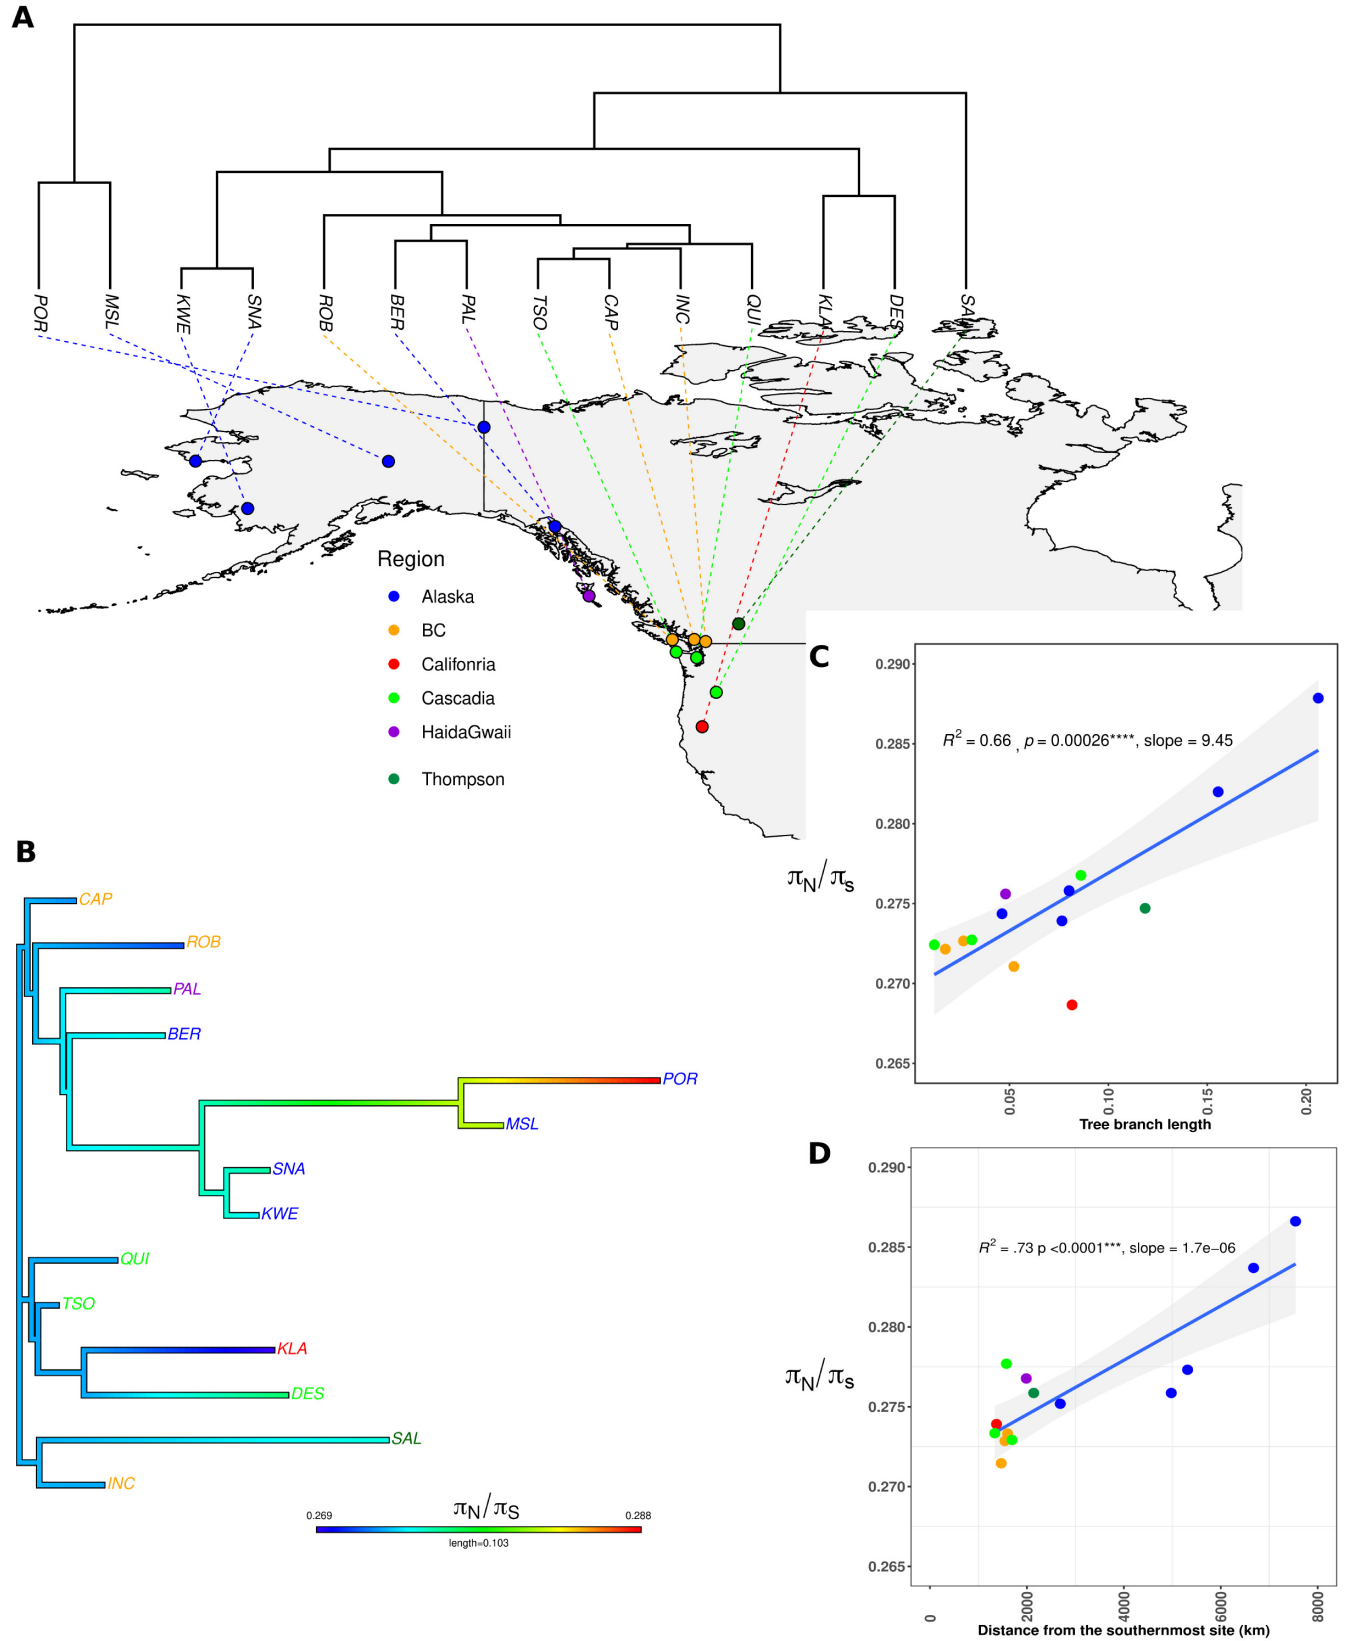 A
POR MSL KWE SNA ROB BER PAL TSO CAP INC QUI KLA DES SA
Region
Alaska
BC
Califonria
Cascadia
HaidaGwaii
Thompson
C
0.290
0.285
0.280
0.275
0.270
0.265
πN/πs
R² = 0.66 , p = 0.00026****, slope = 9.45
0.05 0.10 0.15 0.20
Tree branch length
B
CAP
ROB
PAL
BER
POR
MSL
SNA
KWE
QUI
TSO
KLA
DES
SAL
INC
πN/πS
0.269 0.288
length=0.103
D
0.290
0.285
0.280
0.275
0.270
0.265
πN/πs
R² = .73 p <0.0001***, slope = 1.7e−06
0 2000 4000 6000 8000
Distance from the southernmost site (km)